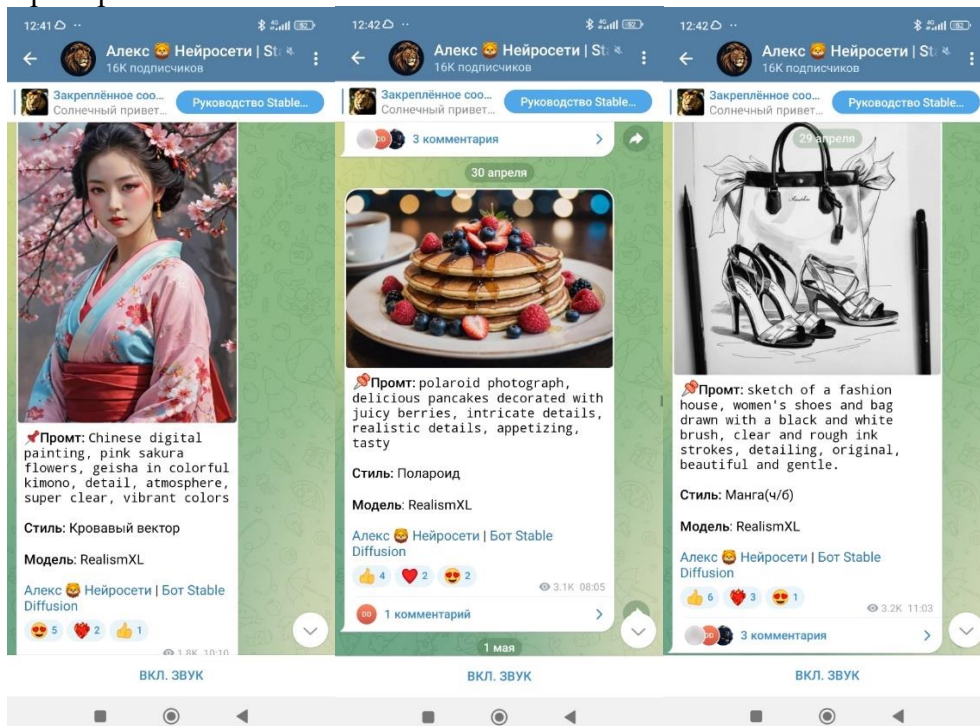 12:41
Алекс 🦁 Нейросети | St
16K подписчиков
Закреплённое соо...
Солнечный привет...
Руководство Stable...
📌Промт: Chinese digital
painting, pink sakura
flowers, geisha in colorful
kimono, detail, atmosphere,
super clear, vibrant colors
Стиль: Кровавый вектор
Модель: RealismXL
Алекс 🦁 Нейросети | Бот Stable
Diffusion
😍 5 ❤️ 2 👍 1
1.8K 10:10
ВКЛ. ЗВУК
12:42
Алекс 🦁 Нейросети | St
16K подписчиков
Закреплённое соо...
Солнечный привет...
Руководство Stable...
3 комментария
30 апреля
📌Промт: polaroid photograph,
delicious pancakes decorated with
juicy berries, intricate details,
realistic details, appetizing,
tasty
Стиль: Полароид
Модель: RealismXL
Алекс 🦁 Нейросети | Бот Stable
Diffusion
👍 4 ❤️ 2 😍 2
3.1K 08:05
DD 1 комментарий
1 мая
ВКЛ. ЗВУК
12:42
Алекс 🦁 Нейросети | St
16K подписчиков
Закреплённое соо...
Солнечный привет...
Руководство Stable...
29 апреля
📌Промт: sketch of a fashion
house, women's shoes and bag
drawn with a black and white
brush, clear and rough ink
strokes, detailing, original,
beautiful and gentle.
Стиль: Манга(ч/б)
Модель: RealismXL
Алекс 🦁 Нейросети | Бот Stable
Diffusion
👍 6 ❤️ 3 😍 1
3.2K 11:03
3 комментария
ВКЛ. ЗВУК